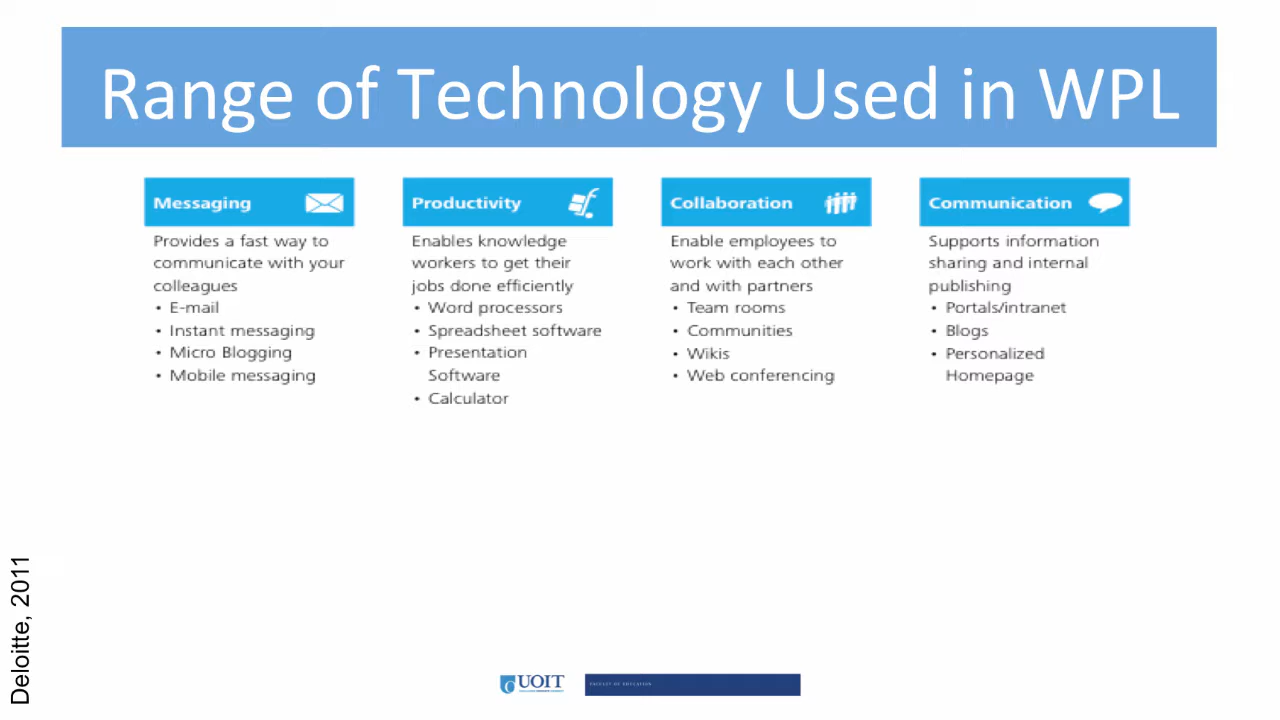 Range of Technology Used in WPL
Messaging
Provides a fast way to
communicate with your
colleagues
• E-mail
• Instant messaging
• Micro Blogging
• Mobile messaging
Productivity
Enables knowledge
workers to get their
jobs done efficiently
• Word processors
• Spreadsheet software
• Presentation
Software
• Calculator
Collaboration
Enable employees to
work with each other
and with partners
• Team rooms
• Communities
• Wikis
• Web conferencing
Communication
Supports information
sharing and internal
publishing
• Portals/intranet
• Blogs
• Personalized
Homepage
Deloitte, 2011
UOIT
FACULTY OF EDUCATION